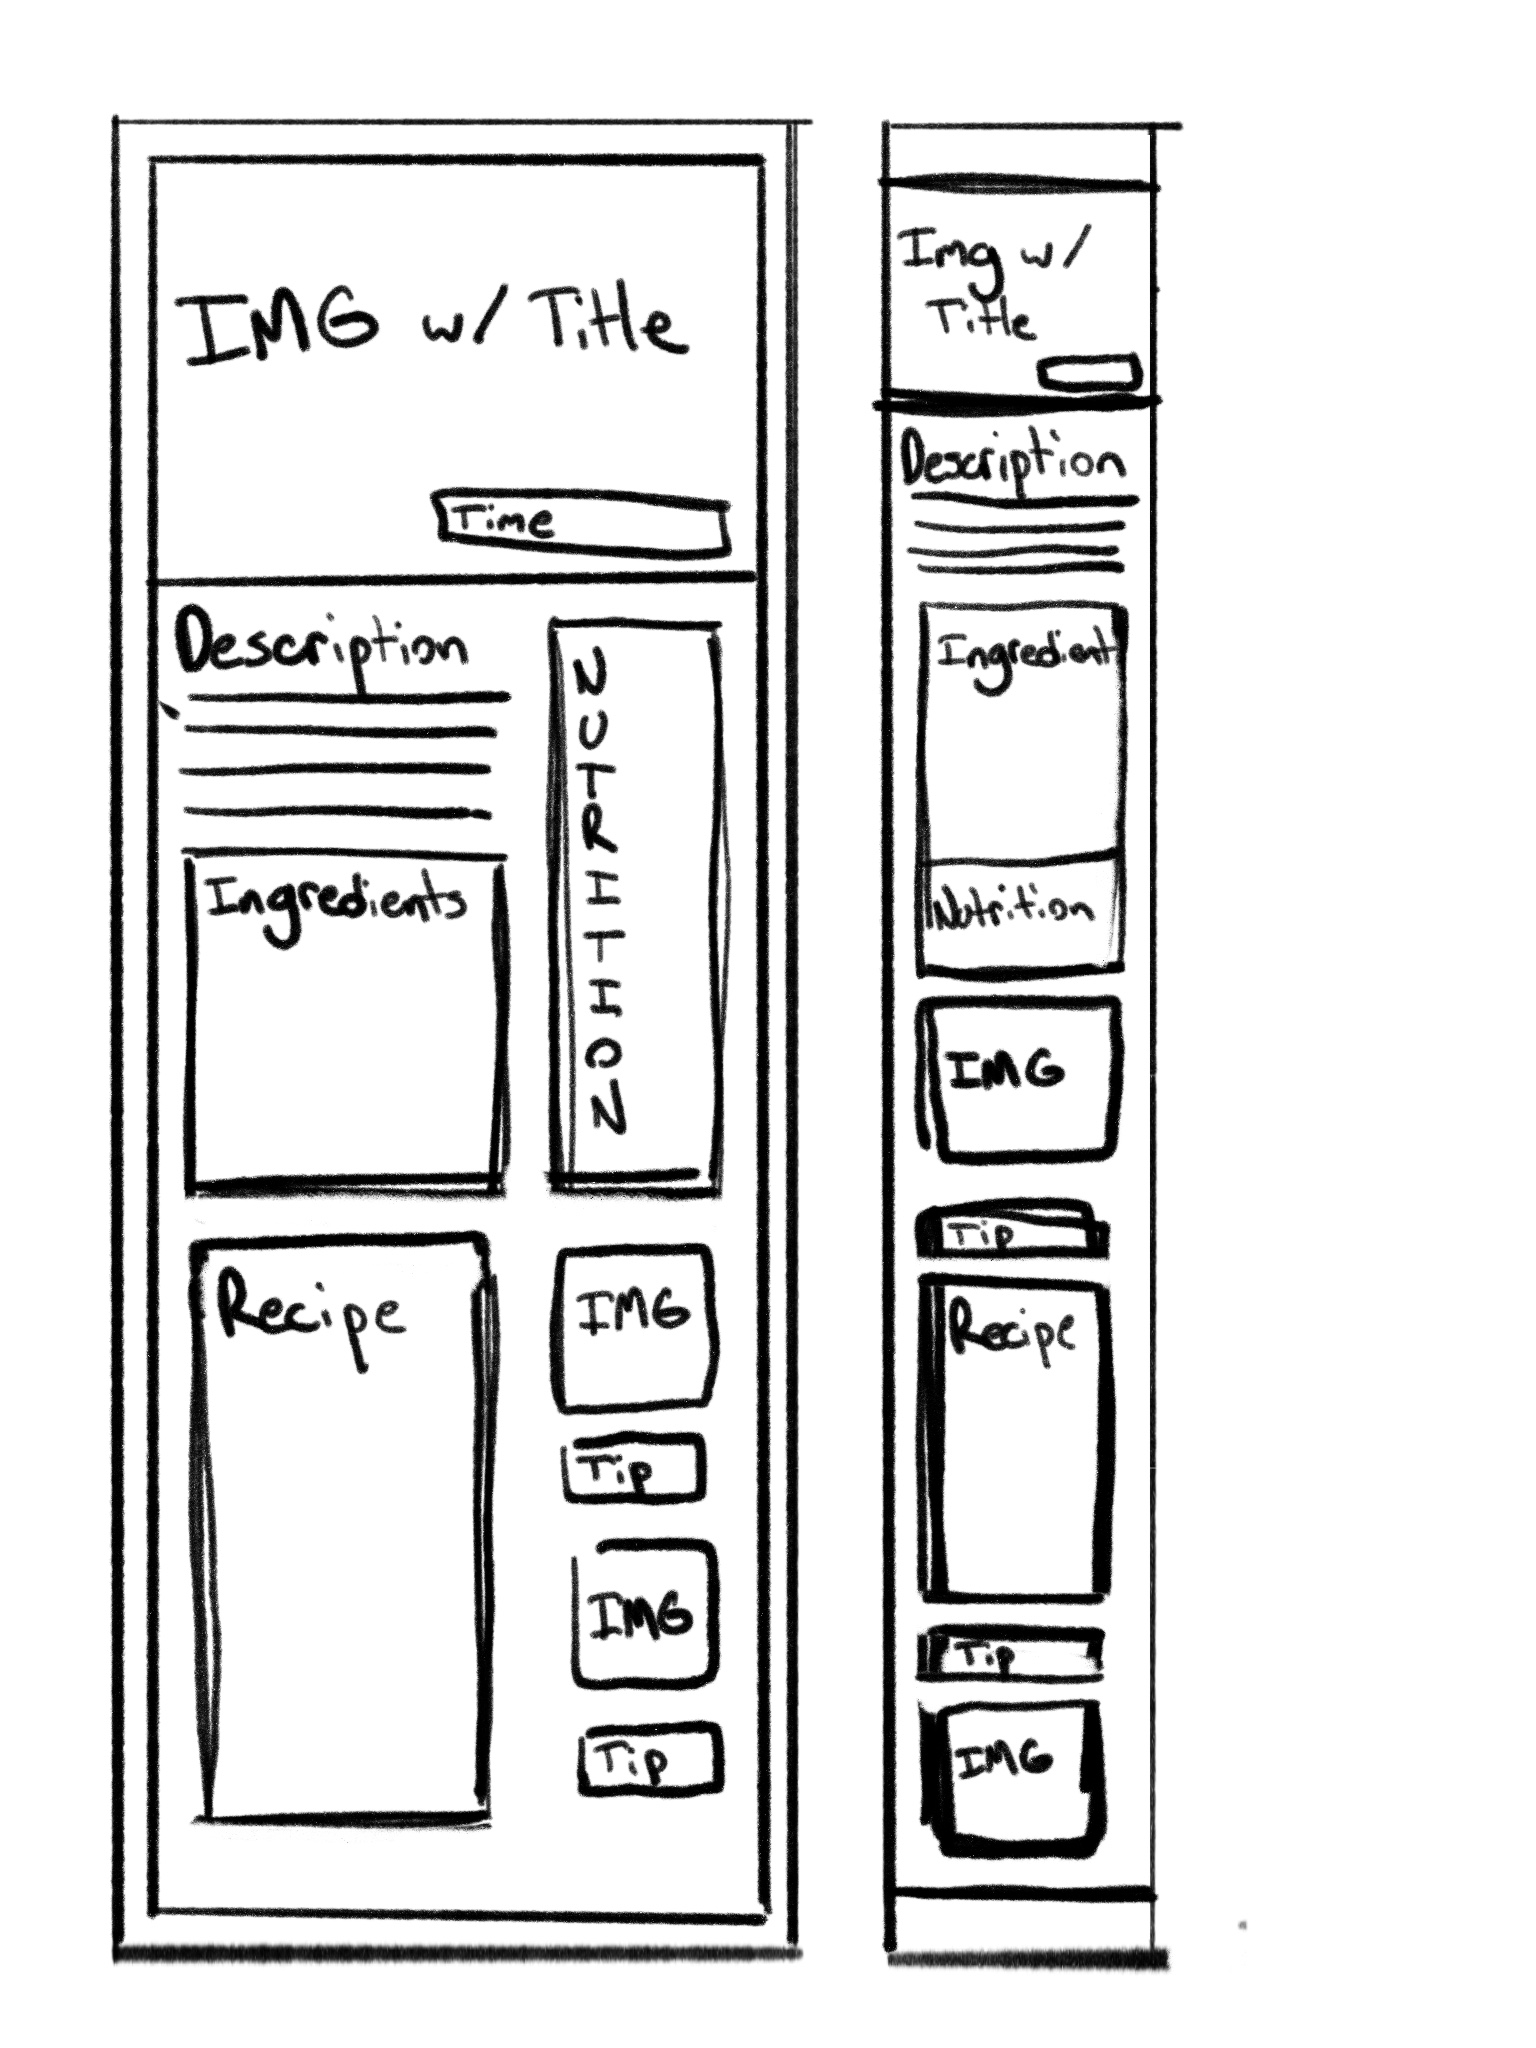 IMG w/ Title
Time
Description
Ingredients
NUTRITION
Recipe
IMG
Tip
IMG
Tip
Img w/
Title
Description
Ingredient
Nutrition
IMG
Tip
Recipe
Tip
IMG